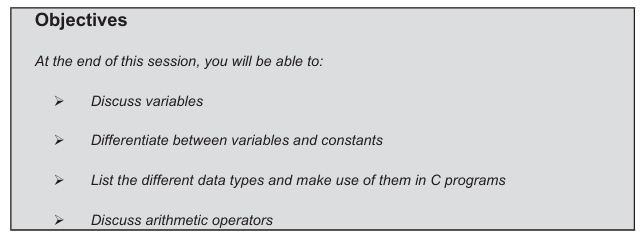 Objectives
At the end of this session, you will be able to:
➢ Discuss variables
➢ Differentiate between variables and constants
➢ List the different data types and make use of them in C programs
➢ Discuss arithmetic operators